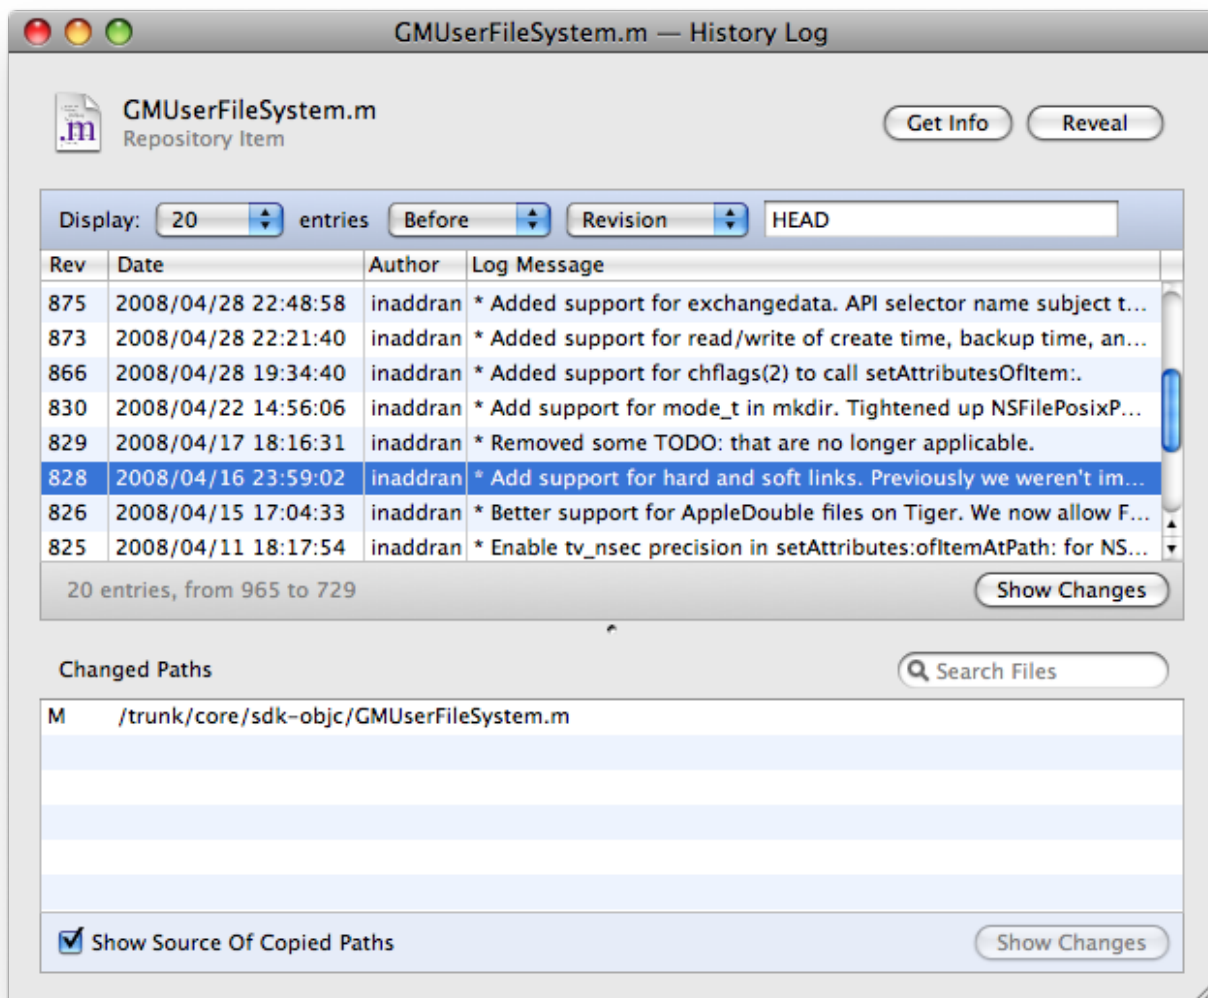 GMUserFileSystem.m — History Log
.m
GMUserFileSystem.m
Repository Item
Get Info
Reveal
Display: 20 entries Before Revision HEAD
Rev Date Author Log Message
875 2008/04/28 22:48:58 inaddran * Added support for exchangedata. API selector name subject t...
873 2008/04/28 22:21:40 inaddran * Added support for read/write of create time, backup time, an...
866 2008/04/28 19:34:40 inaddran * Added support for chflags(2) to call setAttributesOfItem:.
830 2008/04/22 14:56:06 inaddran * Add support for mode_t in mkdir. Tightened up NSFilePosixP...
829 2008/04/17 18:16:31 inaddran * Removed some TODO: that are no longer applicable.
828 2008/04/16 23:59:02 inaddran * Add support for hard and soft links. Previously we weren't im...
826 2008/04/15 17:04:33 inaddran * Better support for AppleDouble files on Tiger. We now allow F...
825 2008/04/11 18:17:54 inaddran * Enable tv_nsec precision in setAttributes:ofItemAtPath: for NS...
20 entries, from 965 to 729
Show Changes
Changed Paths
Search Files
M /trunk/core/sdk-objc/GMUserFileSystem.m
Show Source Of Copied Paths
Show Changes